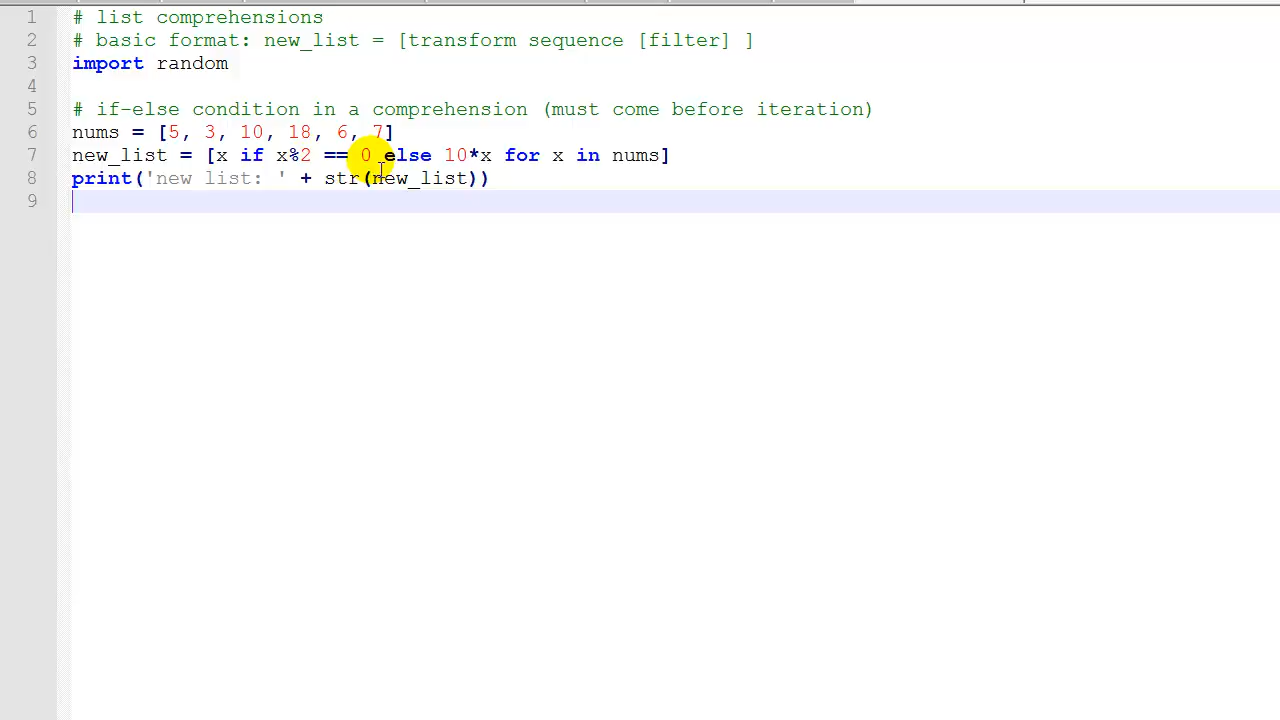 1 # list comprehensions
2 # basic format: new_list = [transform sequence [filter] ]
3 import random
4
5 # if-else condition in a comprehension (must come before iteration)
6 nums = [5, 3, 10, 18, 6, 7]
7 new_list = [x if x%2 == 0 else 10*x for x in nums]
8 print('new list: ' + str(new_list))
9